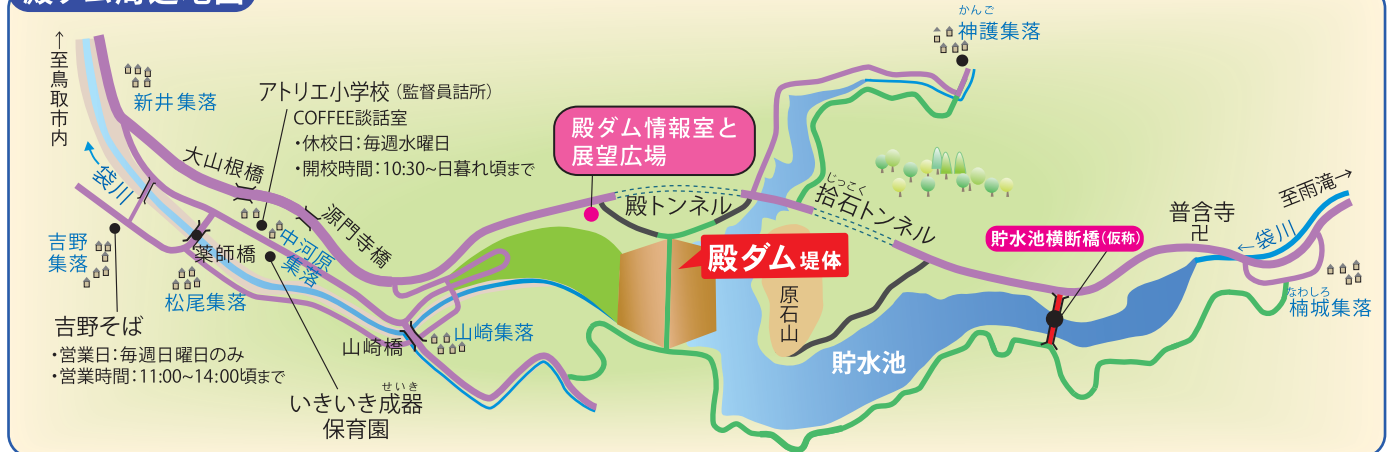 殿ダム周辺地図
↑至鳥取市内
新井集落
アトリエ小学校（監督員詰所）
COFFEE談話室
・休校日：毎週水曜日
・開校時間：10:30~日暮れ頃まで
大山根橋
袋川
源門寺橋
吉野
集落
薬師橋
中河原
集落
松尾集落
吉野そば
・営業日：毎週日曜日のみ
・営業時間：11:00~14:00頃まで
山崎橋
山崎集落
せいき
いきいき成器
保育園
殿ダム情報室と
展望広場
殿トンネル
殿ダム 堤体
かんご
神護集落
じっこく
拾石トンネル
原石山
貯水池
貯水池横断橋（仮称）
普含寺
卍
至雨滝→
←袋川
なわしろ
楠城集落